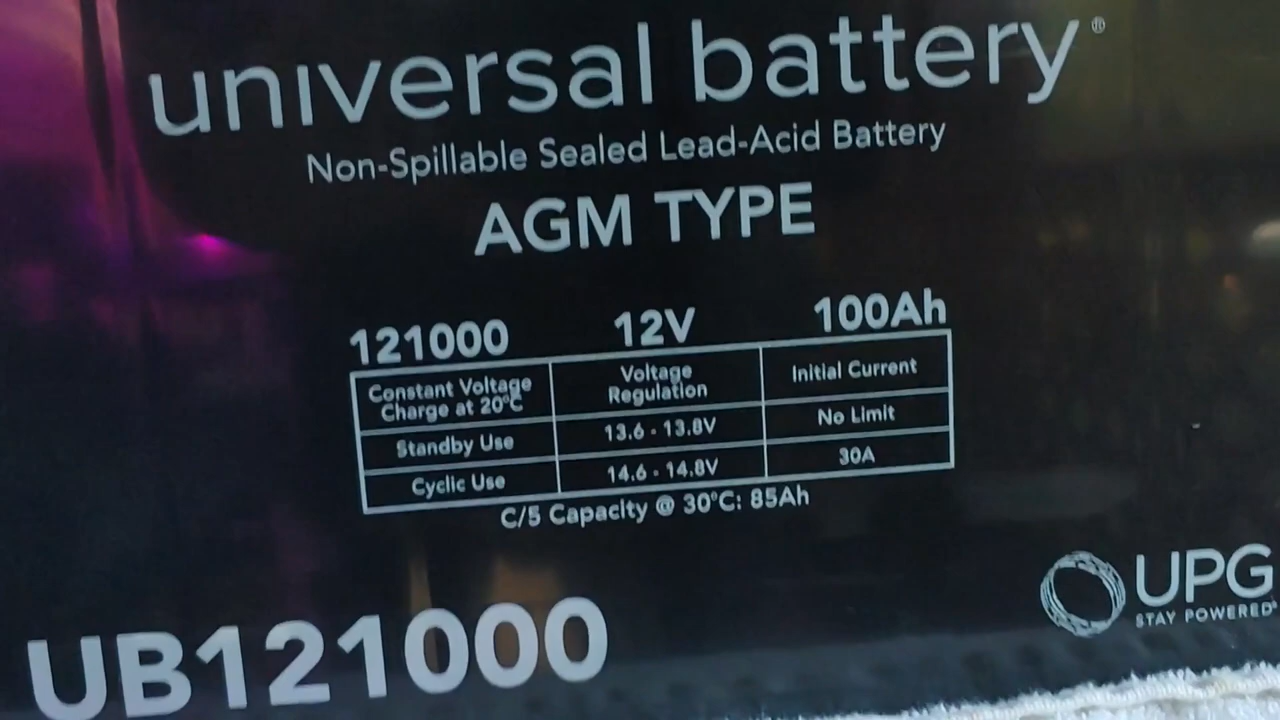 universal battery®
Non-Spillable Sealed Lead-Acid Battery
AGM TYPE
121000 12V 100Ah
Constant Voltage Charge at 20°C Voltage Regulation Initial Current
Standby Use 13.6 - 13.8V No Limit
Cyclic Use 14.6 - 14.8V 30A
C/5 Capacity @ 30°C: 85Ah
UPG
STAY POWERED
UB121000